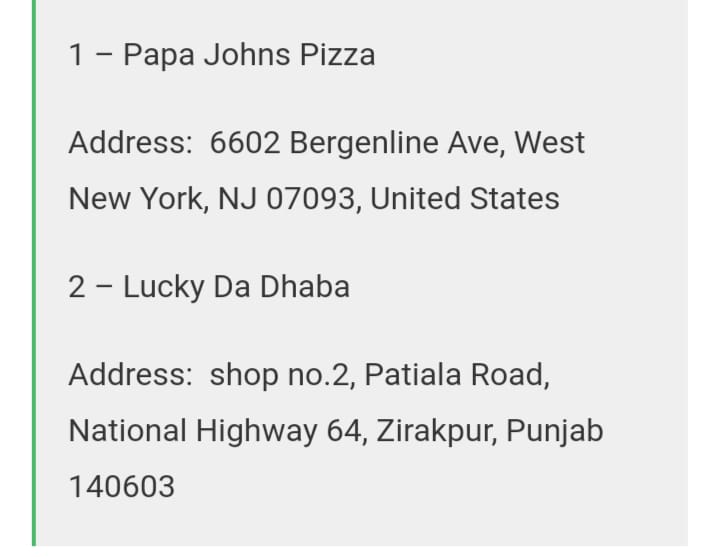 1 – Papa Johns Pizza
Address:  6602 Bergenline Ave, West
New York, NJ 07093, United States
2 – Lucky Da Dhaba
Address:  shop no.2, Patiala Road,
National Highway 64, Zirakpur, Punjab
140603